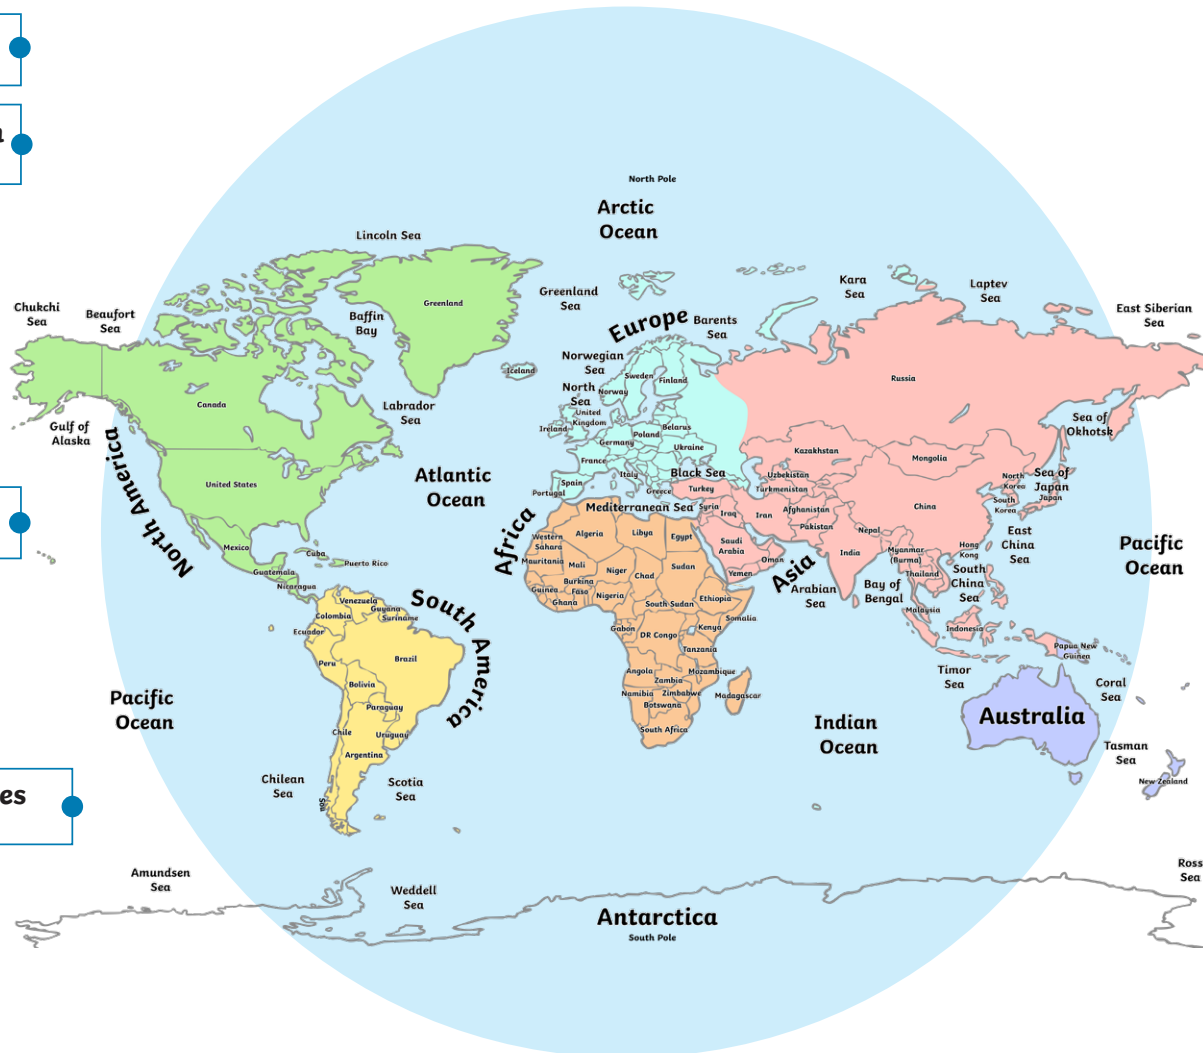 North Pole
Arctic
Ocean
Lincoln Sea
Greenland
Greenland
Sea
Kara
Sea
Laptev
Sea
East Siberian
Sea
Chukchi
Sea
Beaufort
Sea
Baffin
Bay
Europe
Barents
Sea
Iceland
Norwegian
Sea
Sweden
Finland
Norway
Russia
North
Sea
United
Kingdom
Ireland
Canada
Labrador
Sea
Gulf of
Alaska
Poland
Belarus
Germany
Ukraine
France
Italy
Spain
Portugal
Greece
Black Sea
Turkey
Mediterranean Sea
Syria
Iraq
Iran
Kazakhstan
Uzbekistan
Turkmenistan
Afghanistan
Pakistan
Mongolia
China
North
Korea
South
Korea
Sea of
Japan
Japan
Sea of
Okhotsk
North America
United States
Atlantic
Ocean
Africa
Western
Sahara
Algeria
Libya
Egypt
Saudi
Arabia
Oman
Yemen
Asia
Nepal
India
Myanmar
(Burma)
Thailand
Hong
Kong
East
China
Sea
South
China
Sea
Pacific
Ocean
Mexico
Cuba
Puerto Rico
Guatemala
Nicaragua
Mauritania
Mali
Niger
Chad
Sudan
Burkina
Faso
Guinea
Ghana
Nigeria
South Sudan
Ethiopia
Somalia
Arabian
Sea
Bay of
Bengal
Malaysia
Indonesia
Papua New
Guinea
South America
Venezuela
Guyana
Suriname
Colombia
Ecuador
Peru
Brazil
Bolivia
Paraguay
Chile
Uruguay
Argentina
Gabon
DR Congo
Kenya
Tanzania
Angola
Zambia
Mozambique
Namibia
Zimbabwe
Botswana
Madagascar
South Africa
Timor
Sea
Coral
Sea
Pacific
Ocean
Indian
Ocean
Australia
Tasman
Sea
New Zealand
Chilean
Sea
Sou
Scotia
Sea
es
Amundsen
Sea
Weddell
Sea
Ross
Sea
Antarctica
South Pole